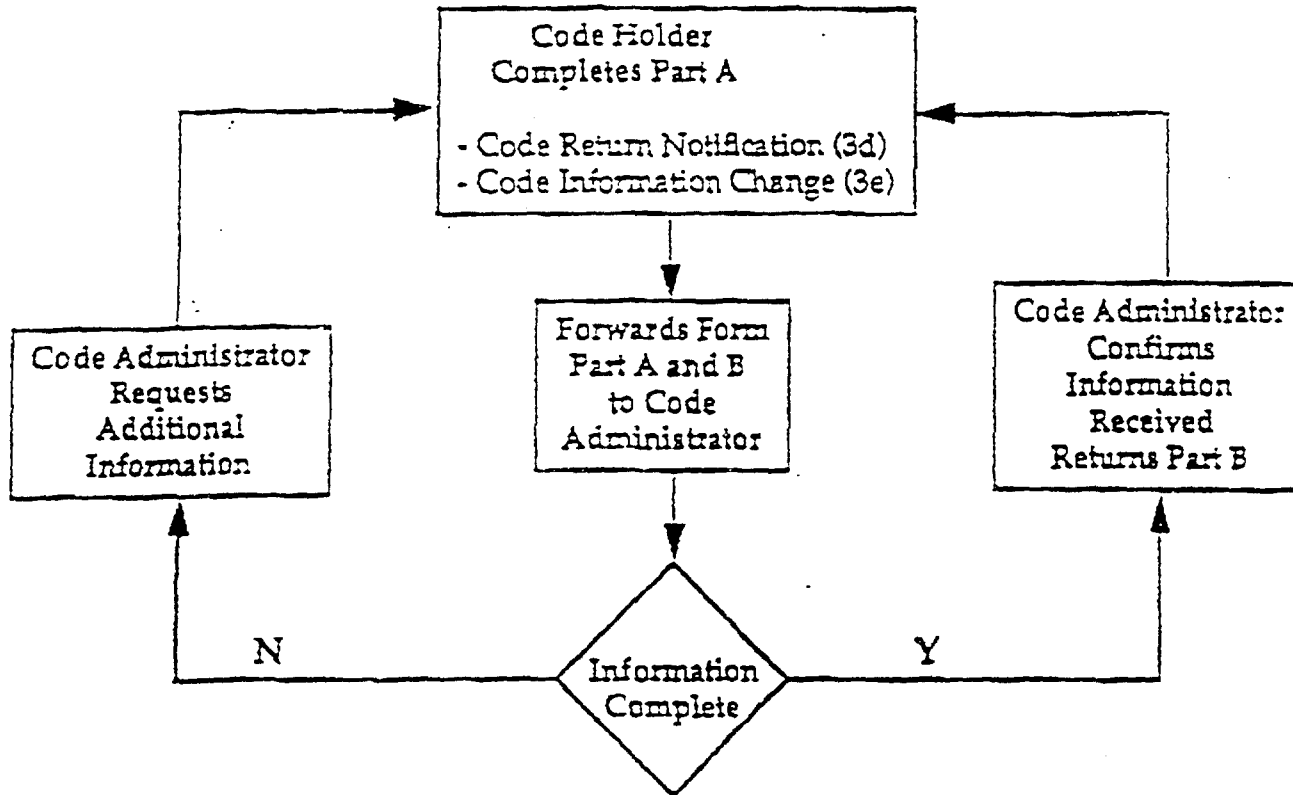 Code Holder
Completes Part A
- Code Return Notification (3d)
- Code Information Change (3e)
Code Administrator
Requests
Additional
Information
Forwards Form
Part A and B
to Code
Administrator
Code Administrator
Confirms
Information
Received
Returns Part B
N
Y
Information
Complete